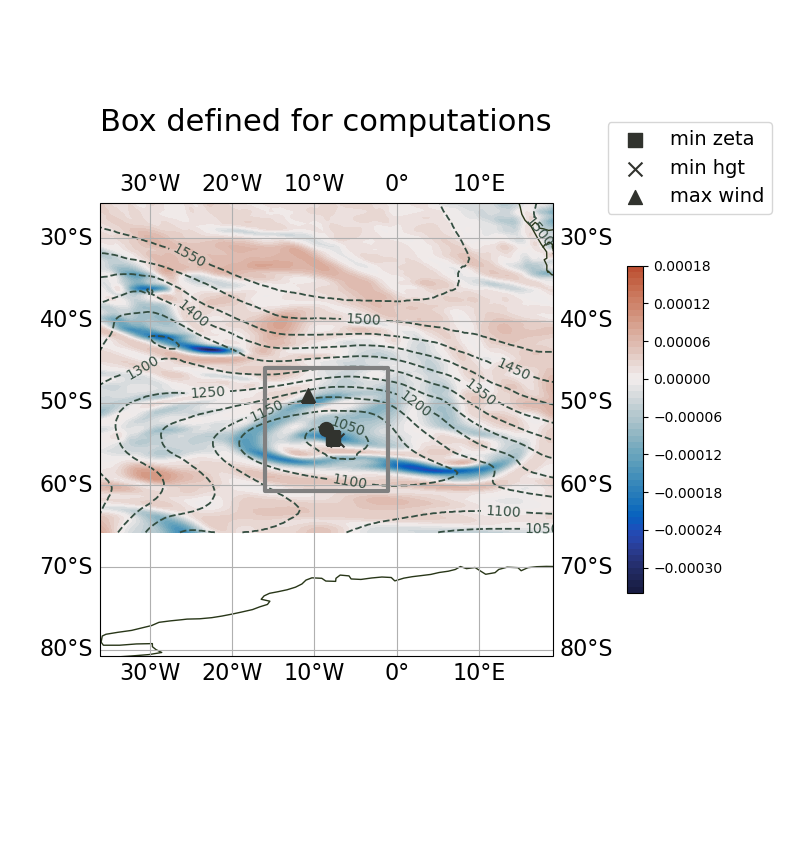 Box defined for computations
min zeta
min hgt
max wind
30°W 20°W 10°W 0° 10°E
30°S 30°S
40°S 40°S
50°S 50°S
60°S 60°S
70°S 70°S
80°S 80°S
30°W 20°W 10°W 0° 10°E
1550
1500
1400
1500
1300
1450
1350
1250
1200
1150
1050
1100
1100
1050
0.00018
0.00012
0.00006
0.00000
−0.00006
−0.00012
−0.00018
−0.00024
−0.00030